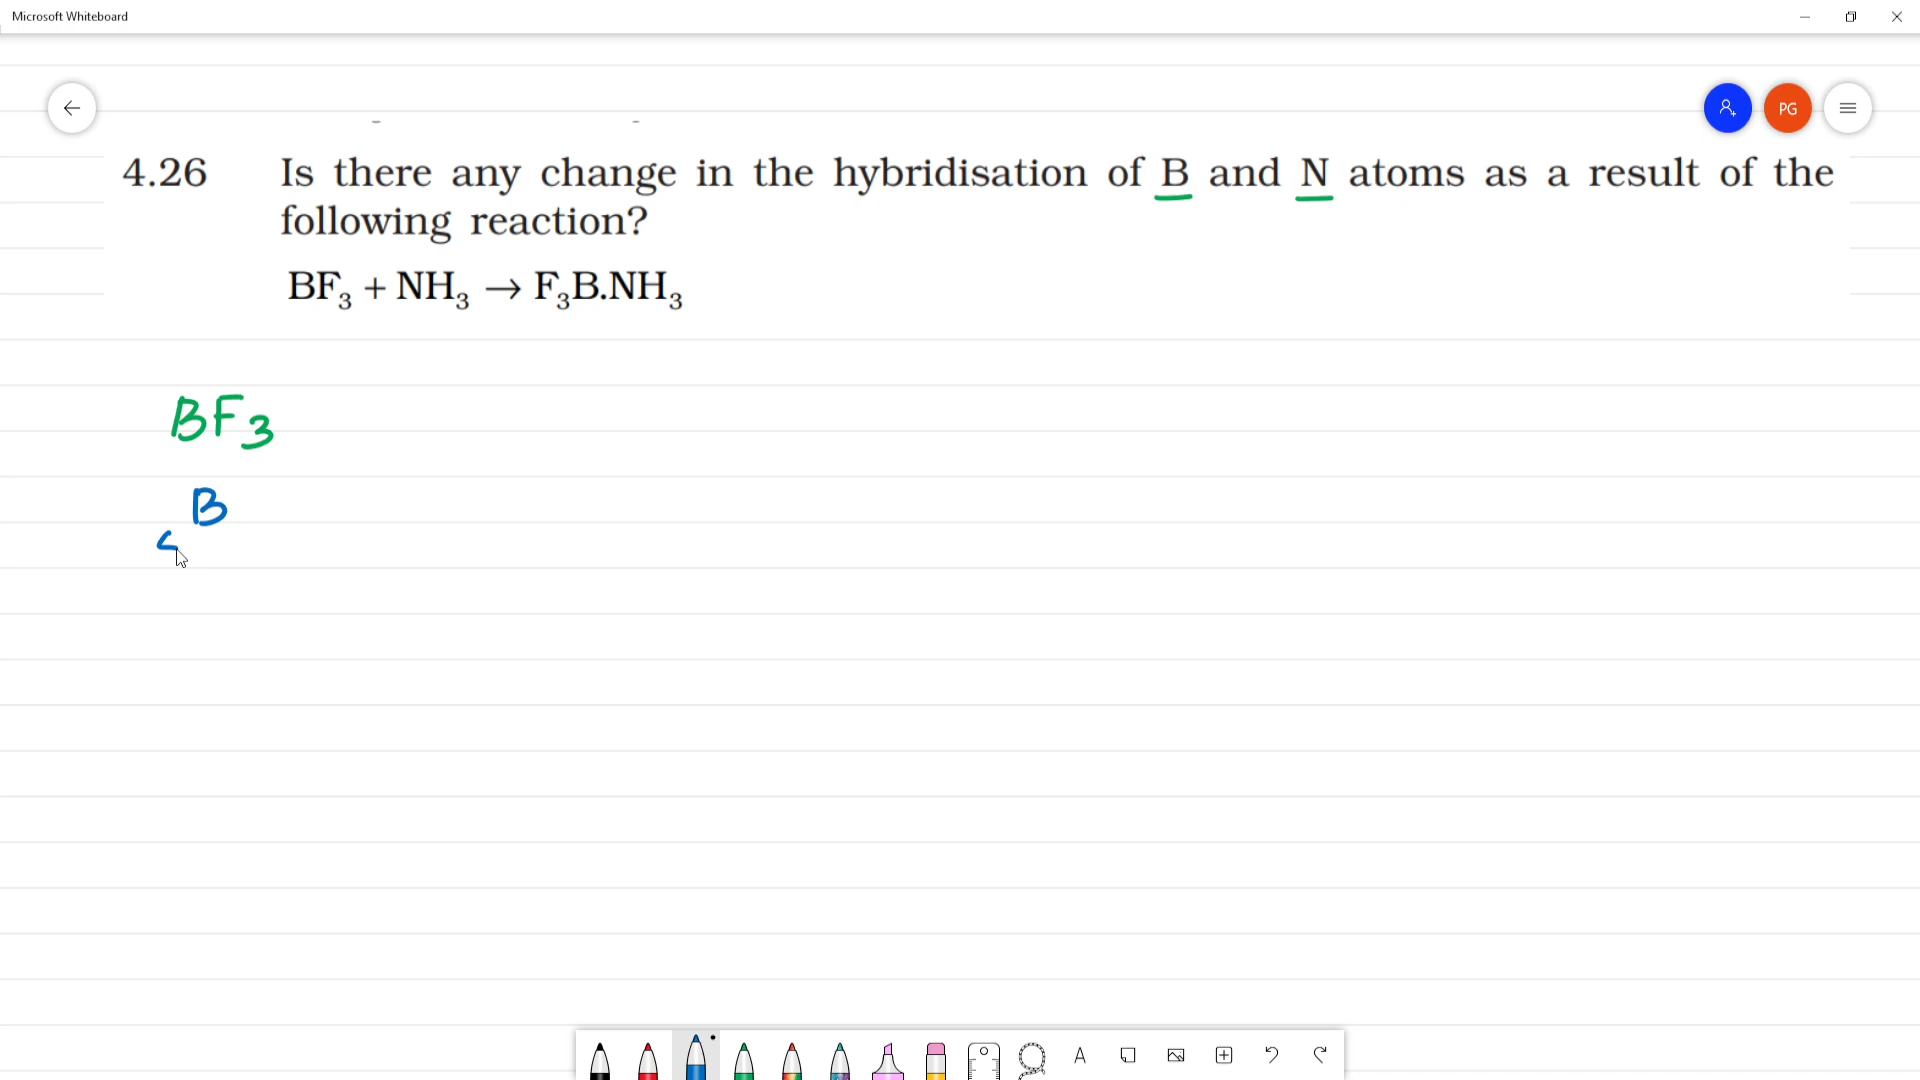 Microsoft Whiteboard
PG
4.26 Is there any change in the hybridisation of B and N atoms as a result of the
following reaction?
BF₃ + NH₃ → F₃B.NH₃
BF₃
B